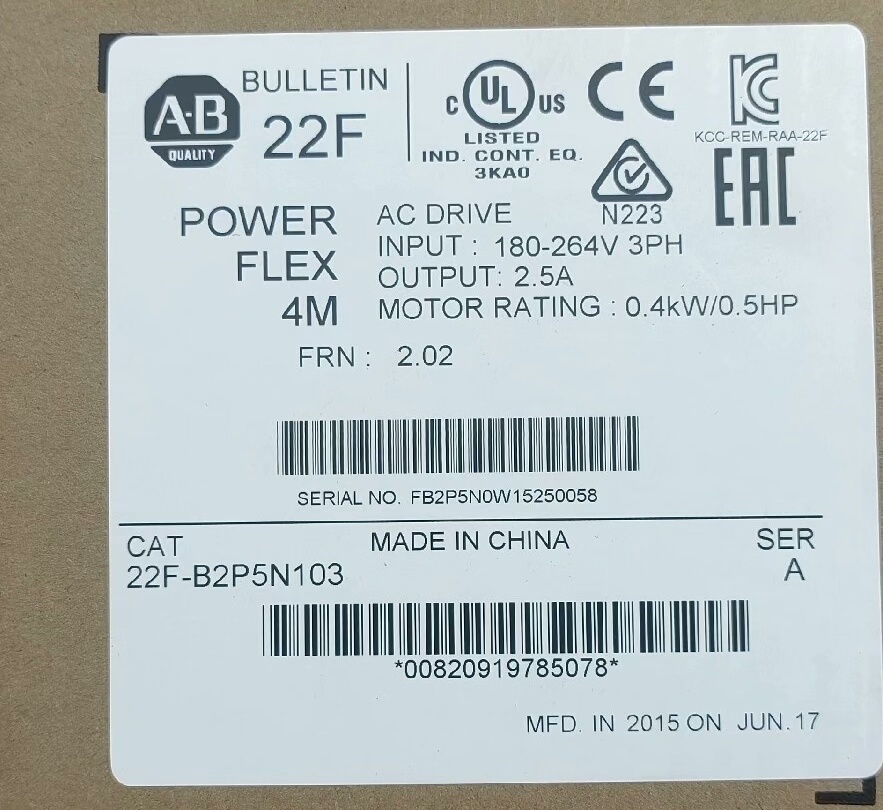 A-B
QUALITY
BULLETIN
22F
C UL US
LISTED
IND. CONT. EQ.
3KA0
CE
KC
KCC-REM-RAA-22F
N223
EAC
POWER
FLEX
4M
AC DRIVE
INPUT : 180-264V 3PH
OUTPUT: 2.5A
MOTOR RATING : 0.4kW/0.5HP
FRN : 2.02
SERIAL NO. FB2P5N0W15250058
CAT
22F-B2P5N103
MADE IN CHINA
SER
A
*00820919785078*
MFD. IN 2015 ON JUN.17